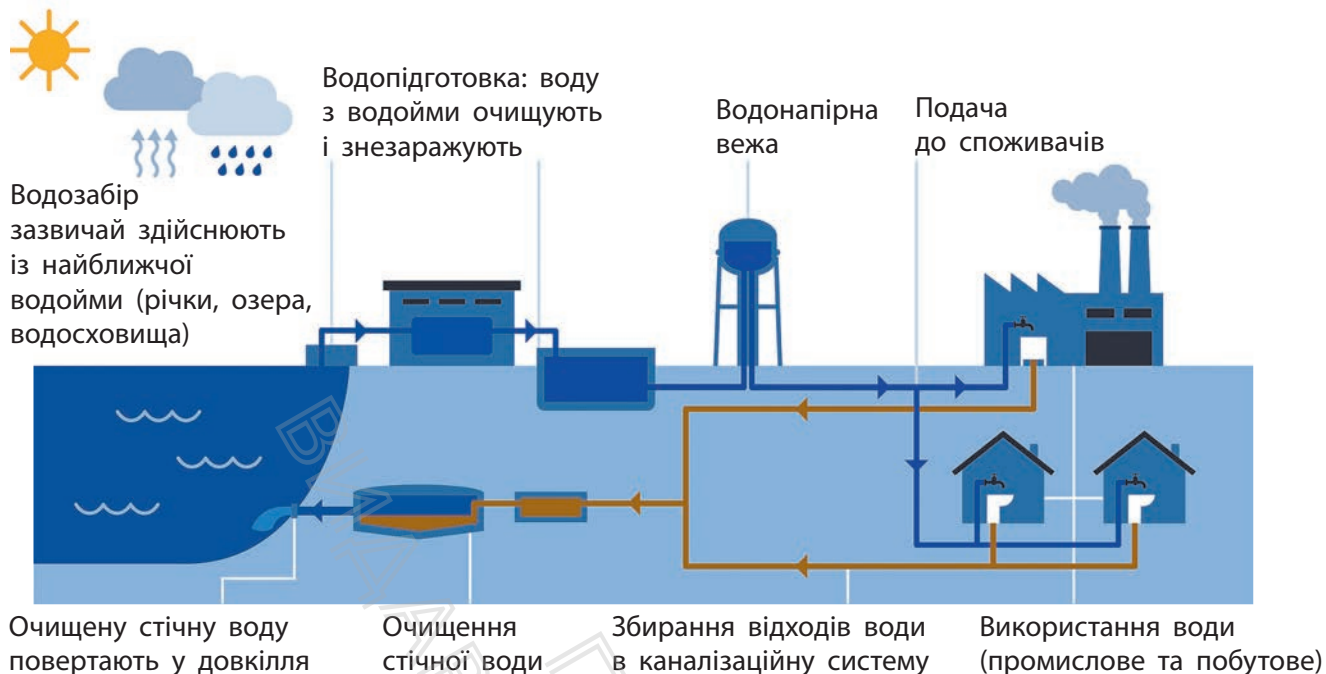 Водопідготовка: воду
з водойми очищують
і знезаражують
Водонапірна
вежа
Подача
до споживачів
Водозабір
зазвичай здійснюють
із найближчої
водойми (річки, озера,
водосховища)
Очищену стічну воду
повертають у довкілля
Очищення
стічної води
Збирання відходів води
в каналізаційну систему
Використання води
(промислове та побутове)